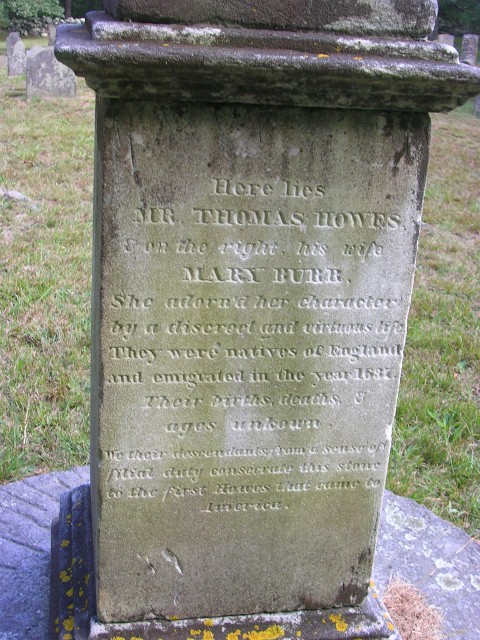 Here lies
MR. THOMAS HOWES.
& on the right, his wife
MARY BURR.
She adorn'd her character
by a discreet and virtuous life.
They were natives of England
and emigrated in the year 1637.
Their births, deaths, &
ages unkown.
We their descendants, from a sense of
filial duty consecrate this stone
to the first Howes that came to
America.